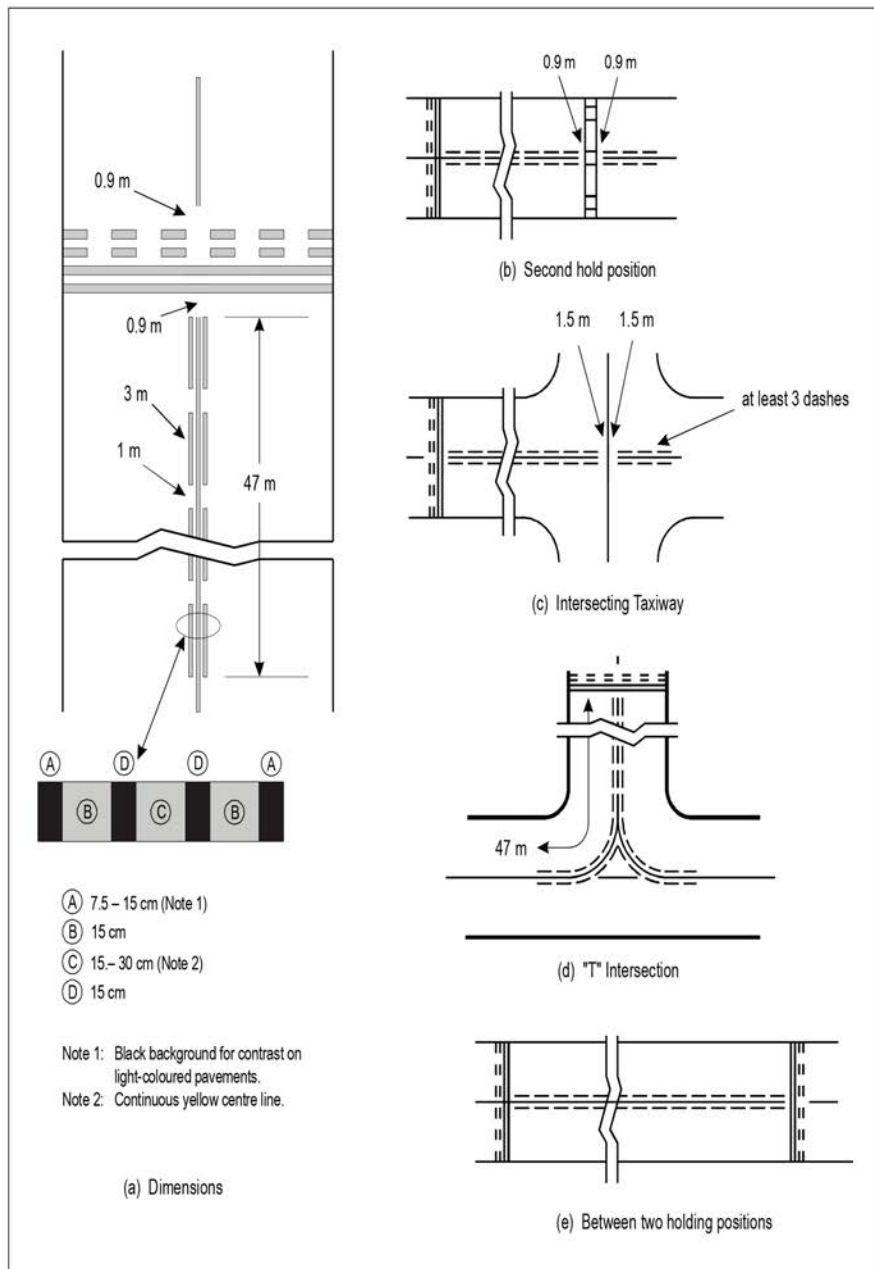 0.9 m
0.9 m
3 m
1 m
47 m
A D D A
B C B
A 7.5 – 15 cm (Note 1)
B 15 cm
C 15.– 30 cm (Note 2)
D 15 cm
Note 1: Black background for contrast on
light-coloured pavements.
Note 2: Continuous yellow centre line.
(a) Dimensions
0.9 m 0.9 m
(b) Second hold position
1.5 m 1.5 m
at least 3 dashes
(c) Intersecting Taxiway
47 m
(d) "T" Intersection
(e) Between two holding positions